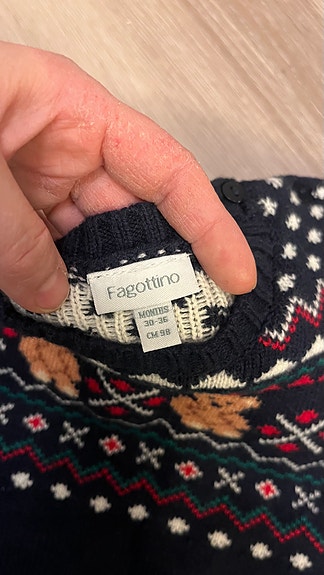 Fagottino
MONTHS
30-36
CM 98